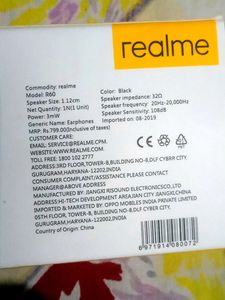 realme
Commodity: realme
Model: R60
Speaker Size: 1.12cm
Quantity: 1N(1 Unit)
Power: 3mW
Generic Name: Earphones
MRP: Rs.799.000(inclusive of taxes)
Color: Black
Speaker impedance: 32Ω
Speaker frequency: 20Hz-20,000Hz
Speaker Sensitivity: 108dB
Imported on: 08-2019
CUSTOMER CARE
EMAIL: SERVICE@REALME.CPM.
WEBSITE:WWW.REALME.COM
TOLL FREE: 1800 102 2777
ADDRESS:3RD FLOOR,TOWER-B,BUILDING NO-8,DLF CYBRR CITY.
GURUGRAM,HARYANA-122002,INDIA
CONSUMER COMPLAINT/ASSISTANCE PLEASE CONTACT
MANAGER@ABOVE ADDRESS
MANUFACTURED BY: JIANGXI RISOUND ELECTRONICSCO.,LTD
ADDRESS:HI-TECH DEVELOPMENT AREAJIAN CITY JIANGXI,CHINA
IMPORTED&MARKETED BY: OPPO MOBILES INDIA PRIVATE LIMITED
05TH FLOOR, TOWER-B, BUILDING NO-8,DLF CYBER CITY.
GURUGRAM,HARYANA-122002,INDIA
Country of Origin: China
6971914080072